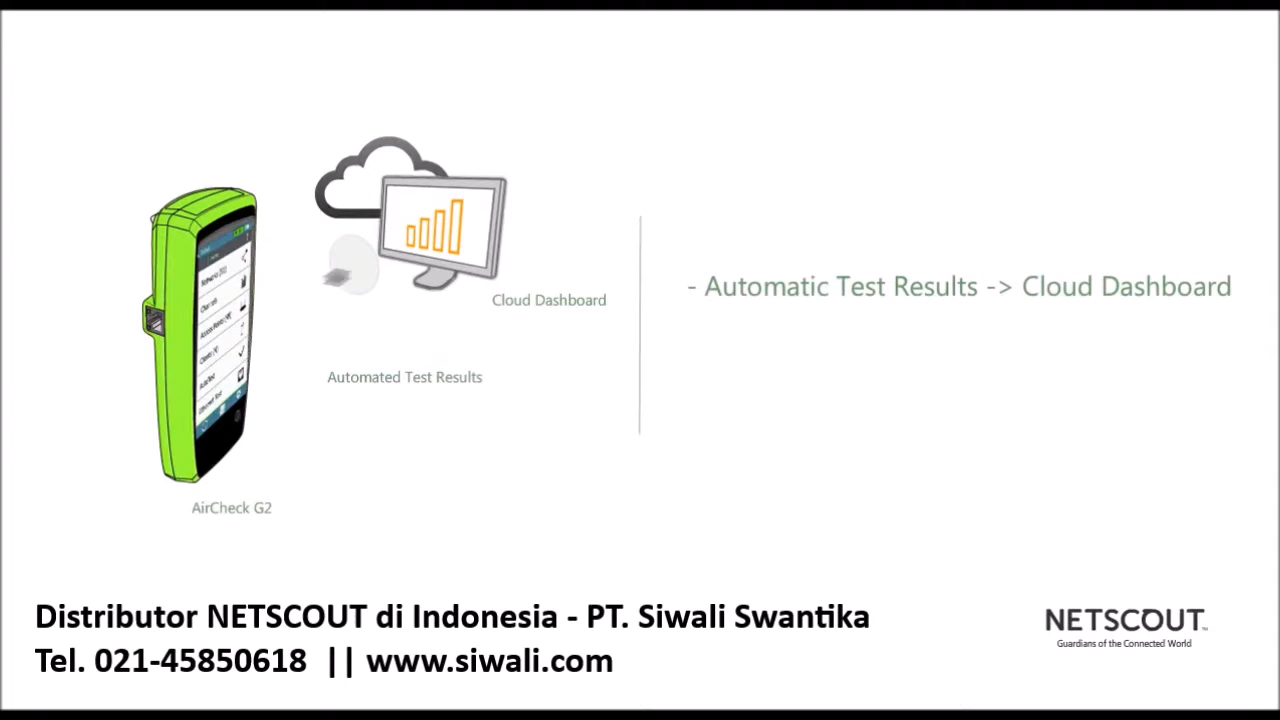 Cloud Dashboard
- Automatic Test Results -> Cloud Dashboard
Automated Test Results
AirCheck G2
Distributor NETSCOUT di Indonesia - PT. Siwali Swantika
Tel. 021-45850618 || www.siwali.com
NETSCOUT
Guardians of the Connected World